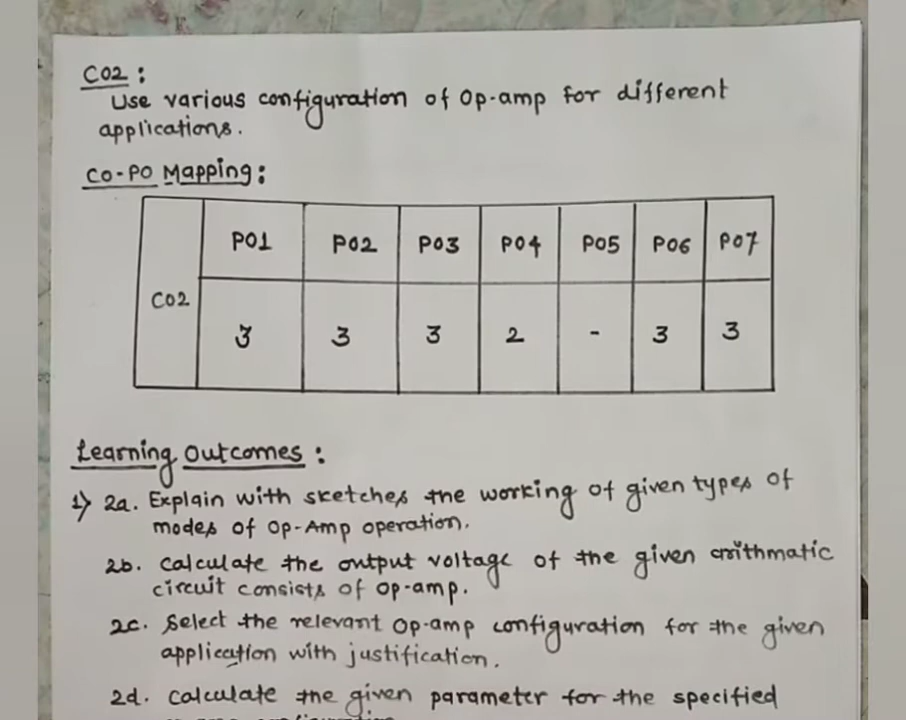 CO2 :
Use various configuration of Op-amp for different
applications.
CO-PO Mapping :
PO1 PO2 PO3 PO4 PO5 PO6 PO7
CO2
3 3 3 2 - 3 3
Learning Outcomes :
1) 2a. Explain with sketches the working of given types of
modes of Op-Amp operation.
2b. Calculate the output voltage of the given arithmatic
circuit consists of op-amp.
2c. Select the relevant Op-amp configuration for the given
application with justification.
2d. Calculate the given parameter for the specified